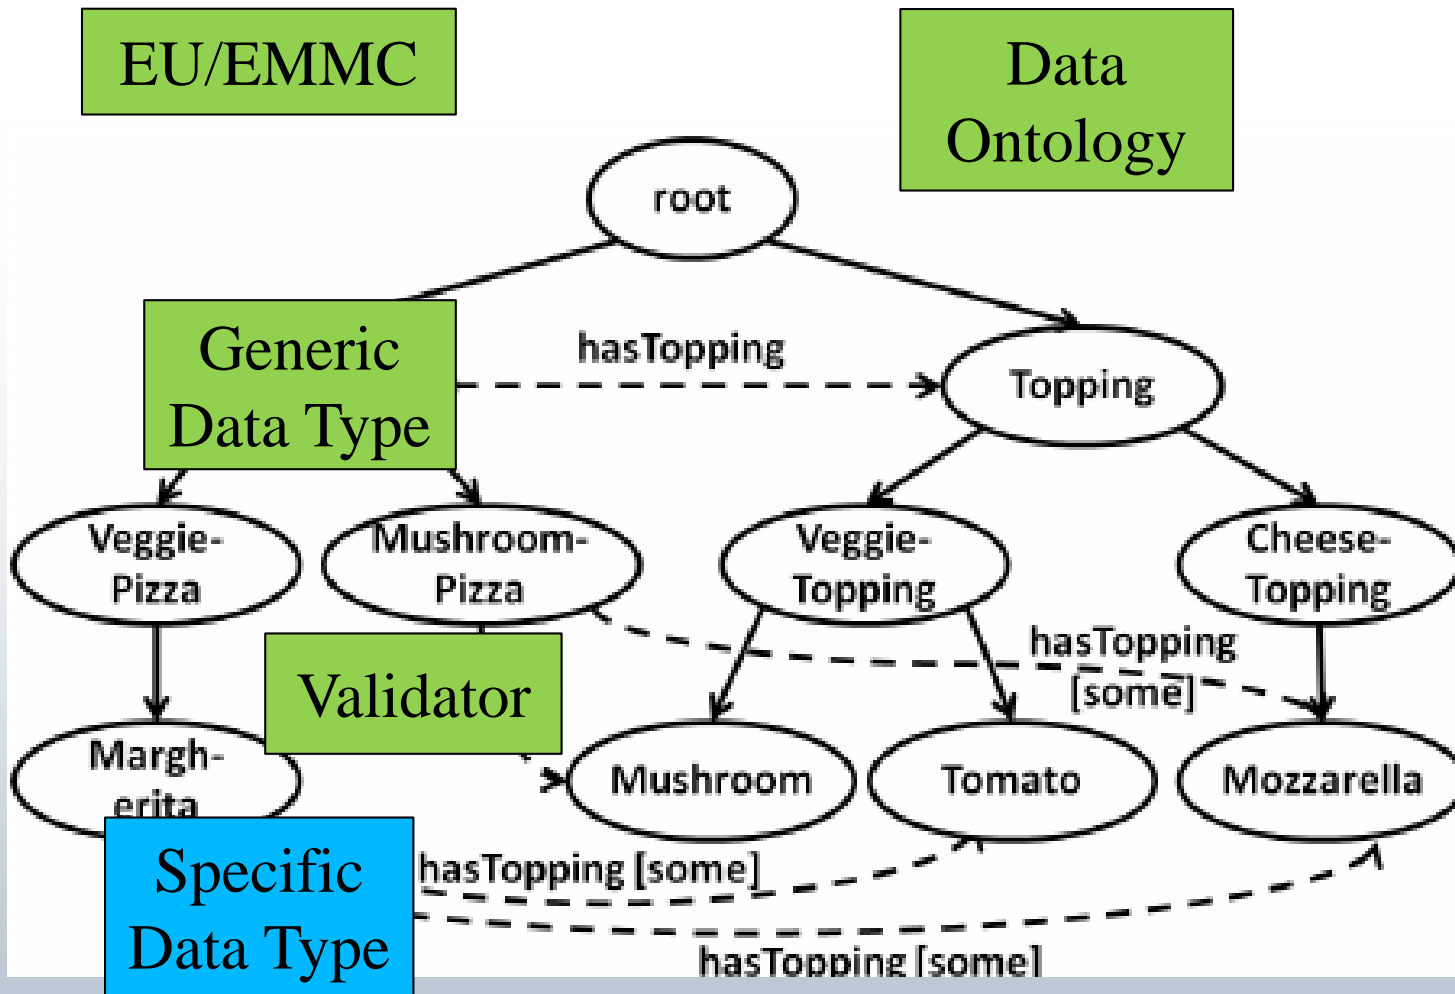 EU/EMMC
Data
Ontology
root
Generic
Data Type
hasTopping
Topping
Veggie-
Pizza
Mushroom-
Pizza
Veggie-
Topping
Cheese-
Topping
hasTopping
[some]
Validator
Margh-
erita
Mushroom
Tomato
Mozzarella
Specific
Data Type
hasTopping [some]
hasTopping [some]